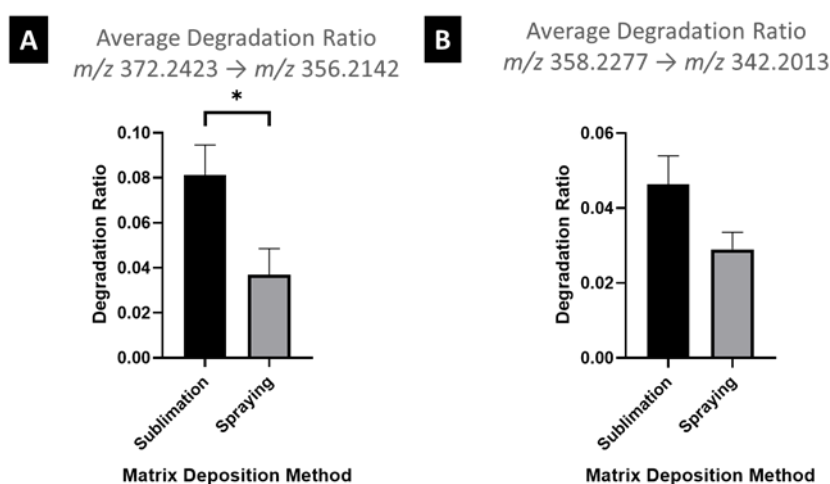 A
Average Degradation Ratio
m/z 372.2423 → m/z 356.2142
*
0.10
0.08
0.06
0.04
0.02
0.00
Degradation Ratio
Sublimation
Spraying
Matrix Deposition Method
B
Average Degradation Ratio
m/z 358.2277 → m/z 342.2013
0.06
0.04
0.02
0.00
Degradation Ratio
Sublimation
Spraying
Matrix Deposition Method